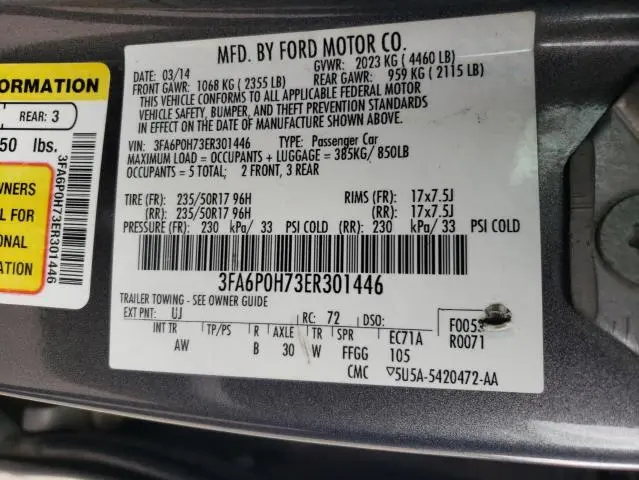 MFD. BY FORD MOTOR CO.
DATE: 03/14 GVWR: 2023 KG ( 4460 LB)
FRONT GAWR: 1068 KG ( 2355 LB) REAR GAWR: 959 KG ( 2115 LB)
THIS VEHICLE CONFORMS TO ALL APPLICABLE FEDERAL MOTOR
VEHICLE SAFETY, BUMPER, AND THEFT PREVENTION STANDARDS
IN EFFECT ON THE DATE OF MANUFACTURE SHOWN ABOVE.
VIN: 3FA6P0H73ER301446 TYPE: Passenger Car
MAXIMUM LOAD = OCCUPANTS + LUGGAGE = 385KG/ 850LB
OCCUPANTS = 5 TOTAL; 2 FRONT, 3 REAR
TIRE (FR): 235/50R17 96H RIMS (FR): 17x7.5J
(RR): 235/50R17 96H (RR): 17x7.5J
PRESSURE (FR): 230 kPa/ 33 PSI COLD (RR): 230 kPa/ 33 PSI COLD
3FA6P0H73ER301446
TRAILER TOWING - SEE OWNER GUIDE
EXT PNT: UJ RC: 72 DSO: F0053
INT TR TP/PS R AXLE TR SPR EC71A R0071
AW B 30 W FFGG 105
CMC 5U5A-5420472-AA
FORMATION
REAR: 3
50 lbs.
WNERS
L FOR
ONAL
ON
3FA6P0H73ER301446